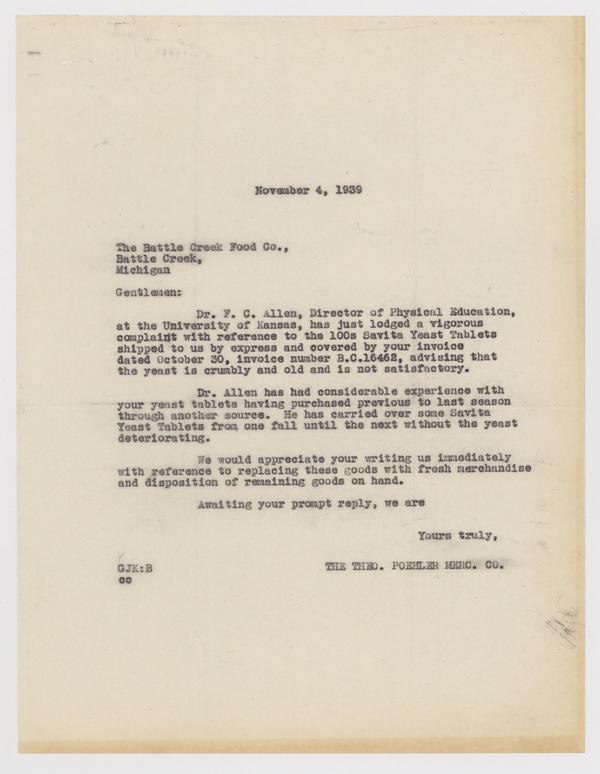 November 4, 1939
The Battle Creek Food Co.,
Battle Creek,
Michigan
Gentlemen:
Dr. F. C. Allen, Director of Physical Education,
at the University of Kansas, has just lodged a vigorous
complaint with reference to the 100s Savita Yeast Tablets
shipped to us by express and covered by your invoice
dated October 30, invoice number B.C.16462, advising that
the yeast is crumbly and old and is not satisfactory.
Dr. Allen has had considerable experience with
your yeast tablets having purchased previous to last season
through another source. He has carried over some Savita
Yeast Tablets from one fall until the next without the yeast
deteriorating.
We would appreciate your writing us immediately
with reference to replacing these goods with fresh merchandise
and disposition of remaining goods on hand.
Awaiting your prompt reply, we are
Yours truly,
GJK:B THE THEO. POEHLER MERC. CO.
cc